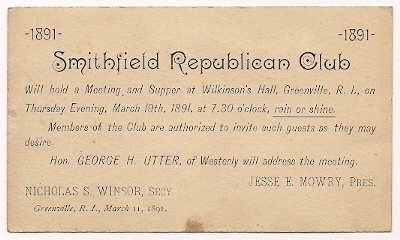 -1891- -1891-
Smithfield Republican Club
Will hold a Meeting and Supper at Wilkinson's Hall, Greenville, R. I., on
Thursday Evening, March 19th, 1891, at 7.30 o'clock, rain or shine.
Members of the Club are authorized to invite such guests as they may
desire.
Hon. GEORGE H. UTTER, of Westerly will address the meeting.
JESSE E. MOWRY, PRES.
NICHOLAS S. WINSOR, SECY.
Greenville, R. I., March 11, 1891.